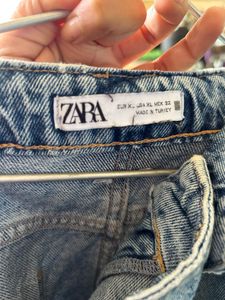 ZARA
EUR XL USA XL MEX 32
MADE IN TURKEY